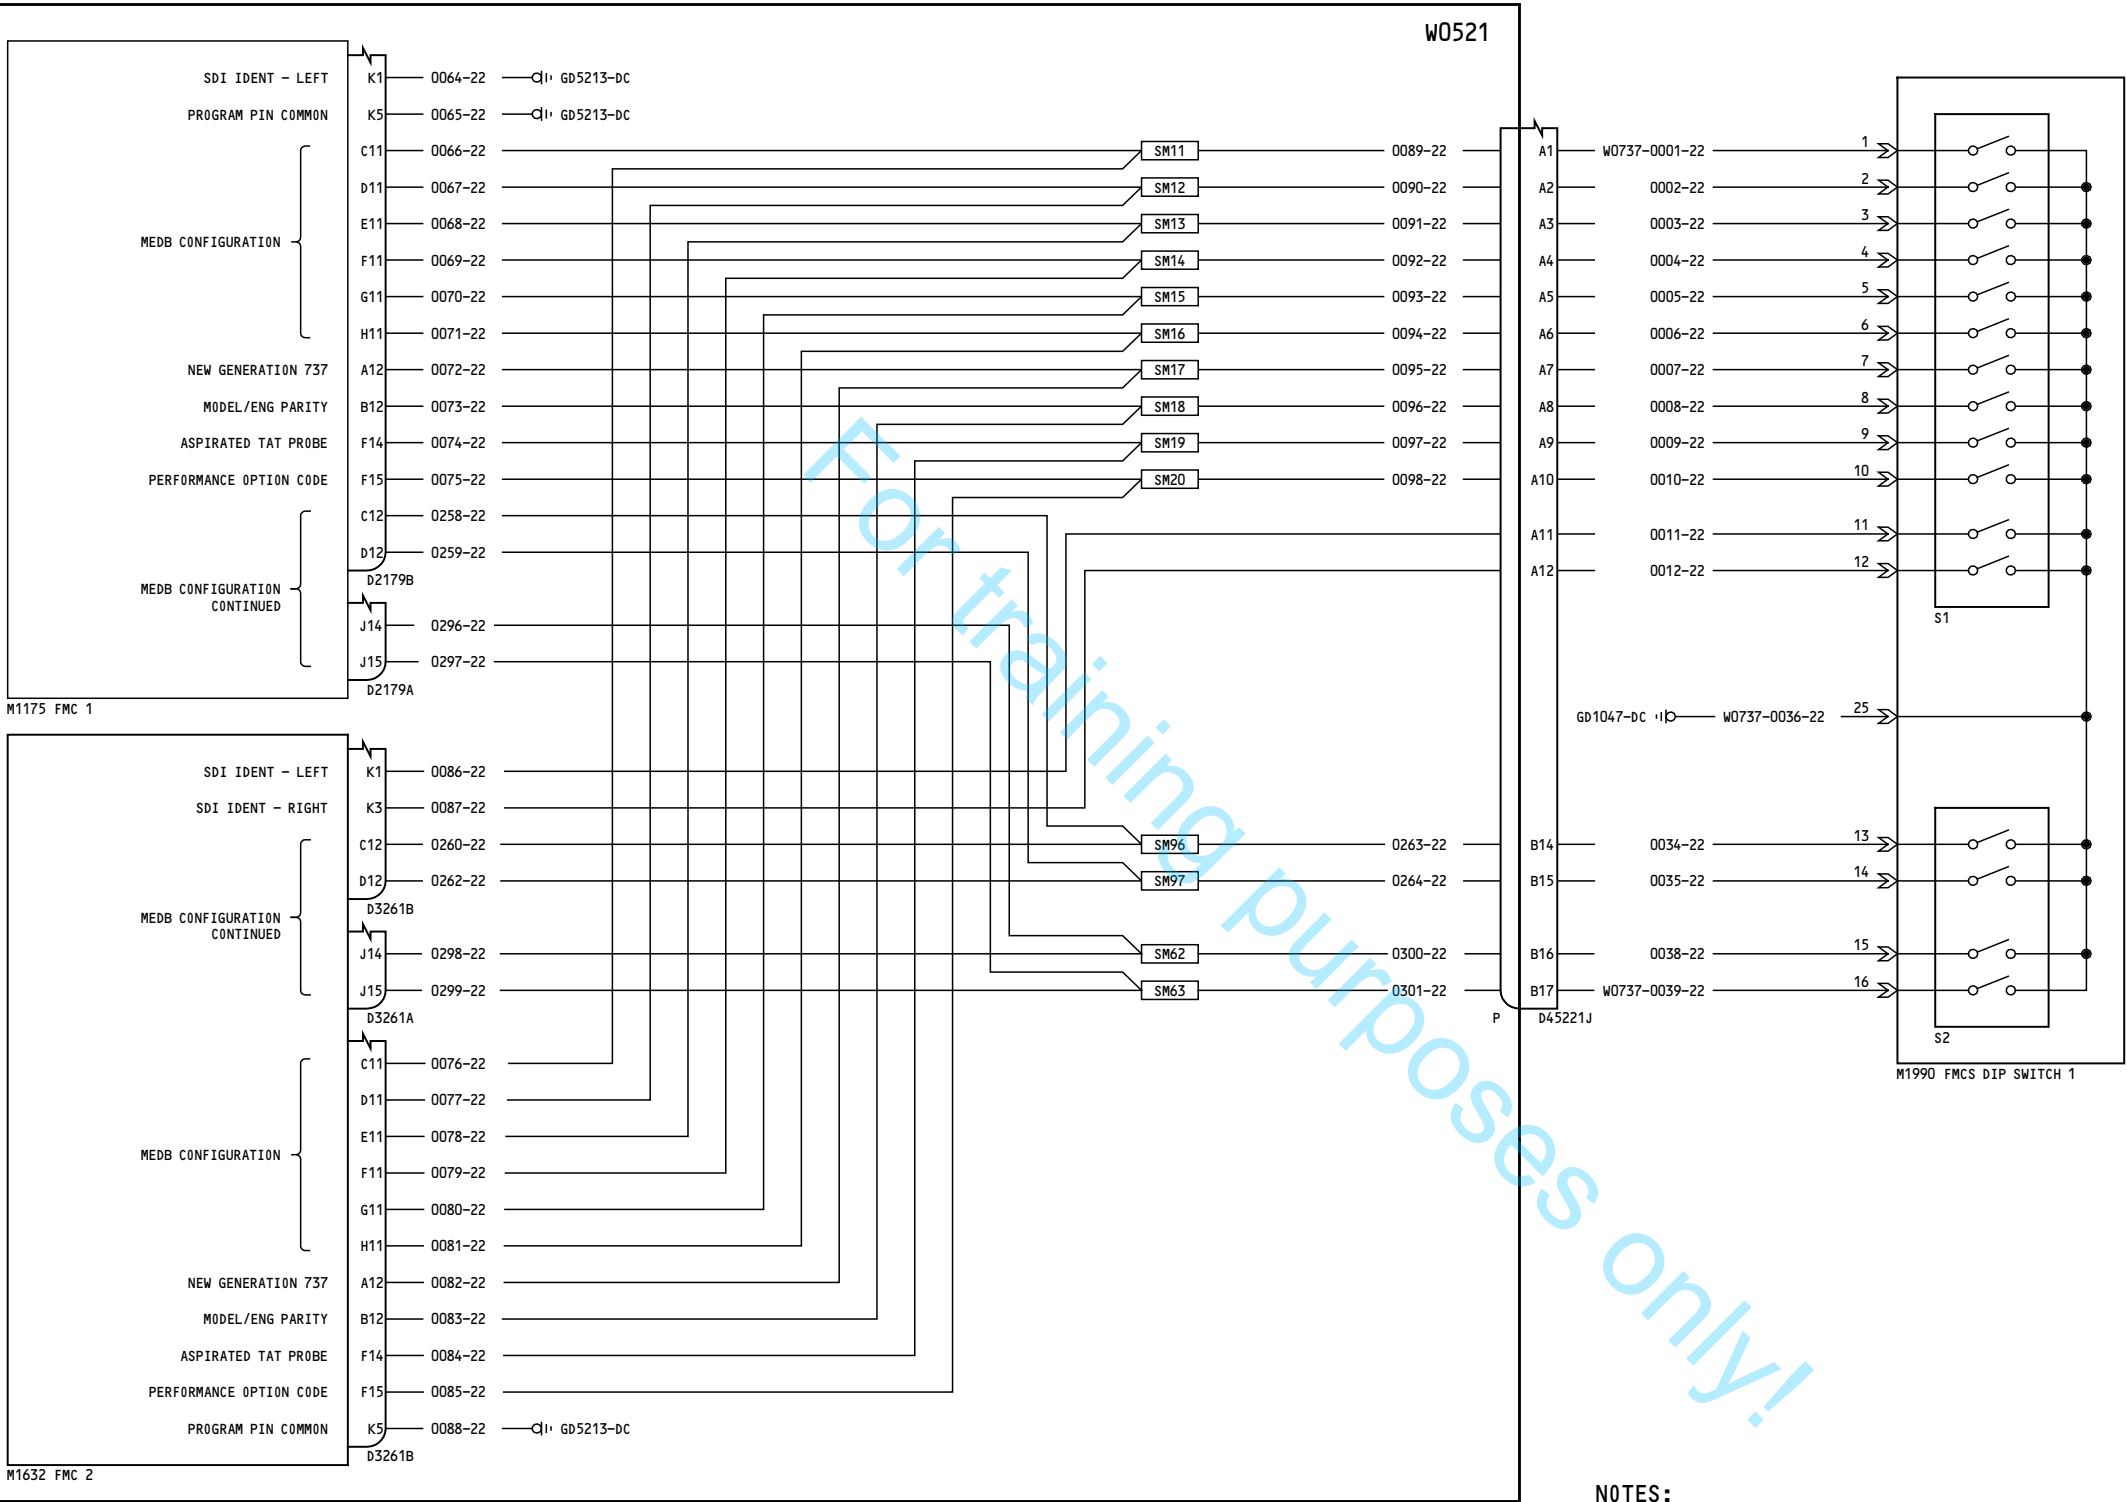 W0521
SDI IDENT - LEFT K1 0064-22 GD5213-DC
PROGRAM PIN COMMON K5 0065-22 GD5213-DC
C11 0066-22 SM11 0089-22 A1 W0737-0001-22 1
D11 0067-22 SM12 0090-22 A2 0002-22 2
E11 0068-22 SM13 0091-22 A3 0003-22 3
MEDB CONFIGURATION
F11 0069-22 SM14 0092-22 A4 0004-22 4
G11 0070-22 SM15 0093-22 A5 0005-22 5
H11 0071-22 SM16 0094-22 A6 0006-22 6
NEW GENERATION 737 A12 0072-22 SM17 0095-22 A7 0007-22 7
MODEL/ENG PARITY B12 0073-22 SM18 0096-22 A8 0008-22 8
ASPIRATED TAT PROBE F14 0074-22 SM19 0097-22 A9 0009-22 9
PERFORMANCE OPTION CODE F15 0075-22 SM20 0098-22 A10 0010-22 10
C12 0258-22
A11 0011-22 11
D12 0259-22
A12 0012-22 12
D2179B
MEDB CONFIGURATION
CONTINUED
S1
J14 0296-22
J15 0297-22
D2179A
M1175 FMC 1
GD1047-DC W0737-0036-22 25
SDI IDENT - LEFT K1 0086-22
SDI IDENT - RIGHT K3 0087-22
C12 0260-22 SM96 0263-22 B14 0034-22 13
D12 0262-22 SM97 0264-22 B15 0035-22 14
D3261B
MEDB CONFIGURATION
CONTINUED
J14 0298-22 SM62 0300-22 B16 0038-22 15
J15 0299-22 SM63 0301-22 B17 W0737-0039-22 16
D3261A
P D45221J
S2
C11 0076-22
M1990 FMCS DIP SWITCH 1
D11 0077-22
E11 0078-22
MEDB CONFIGURATION
F11 0079-22
G11 0080-22
H11 0081-22
NEW GENERATION 737 A12 0082-22
MODEL/ENG PARITY B12 0083-22
ASPIRATED TAT PROBE F14 0084-22
PERFORMANCE OPTION CODE F15 0085-22
PROGRAM PIN COMMON K5 0088-22 GD5213-DC
D3261B
M1632 FMC 2
NOTES:
For training purposes only!